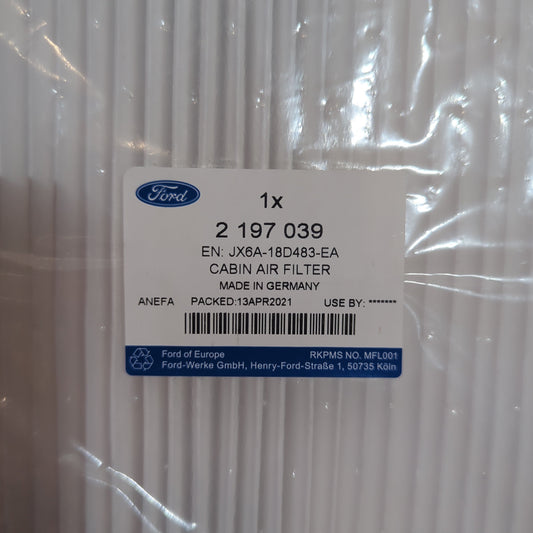 Ford
1x
2 197 039
EN: JX6A-18D483-EA
CABIN AIR FILTER
MADE IN GERMANY
ANEFA PACKED:13APR2021 USE BY: *******
Ford of Europe RKPMS NO. MFL001
Ford-Werke GmbH, Henry-Ford-Straße 1, 50735 Köln